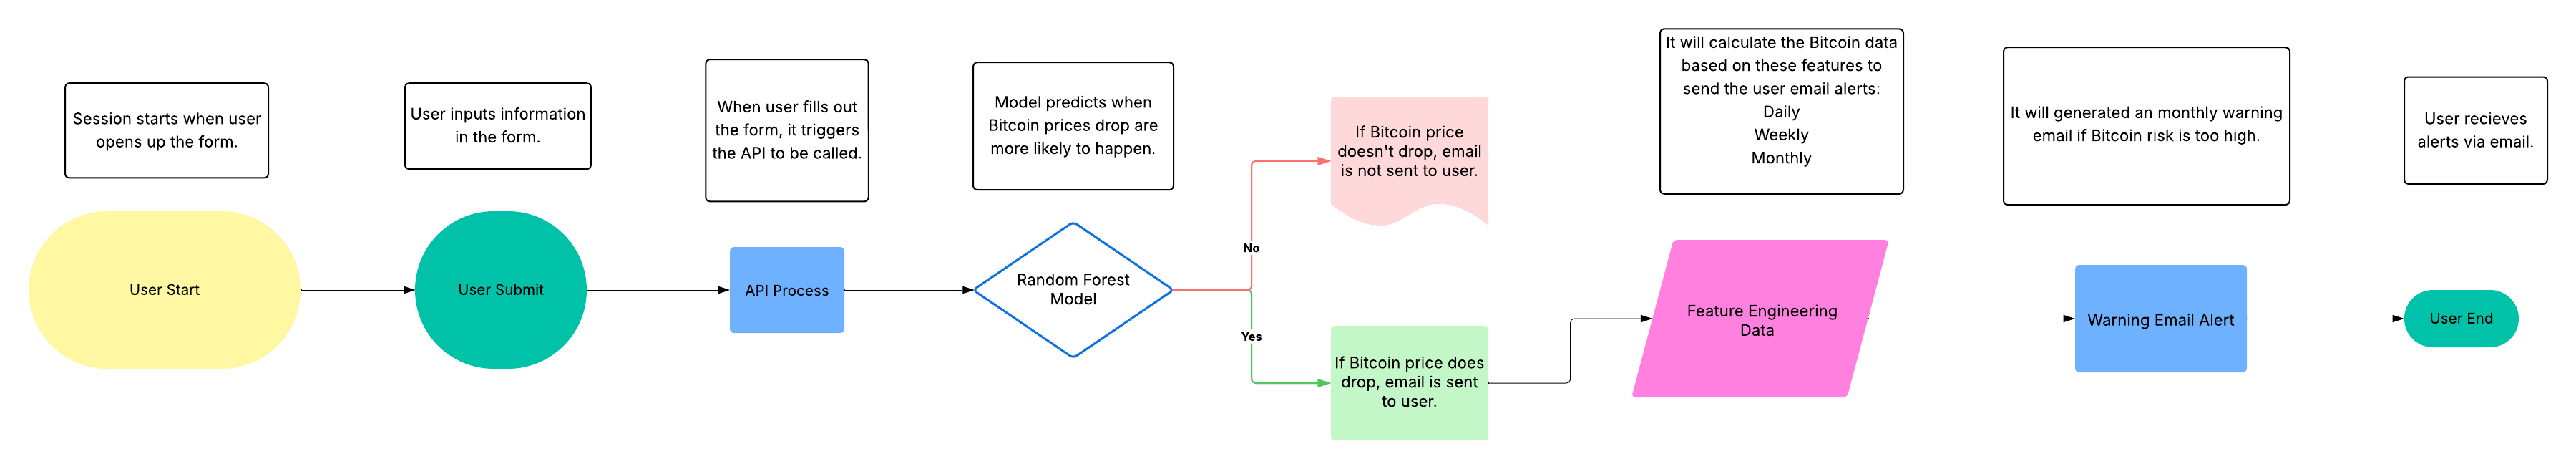 Session starts when user
opens up the form.
User inputs information
in the form.
When user fills out
the form, it triggers
the API to be called.
Model predicts when
Bitcoin prices drop are
more likely to happen.
If Bitcoin price
doesn't drop, email
is not sent to user.
It will calculate the Bitcoin data
based on these features to
send the user email alerts:
Daily
Weekly
Monthly
It will generated an monthly warning
email if Bitcoin risk is too high.
User recieves
alerts via email.
User Start
User Submit
API Process
Random Forest
Model
No
Yes
If Bitcoin price does
drop, email is sent
to user.
Feature Engineering
Data
Warning Email Alert
User End